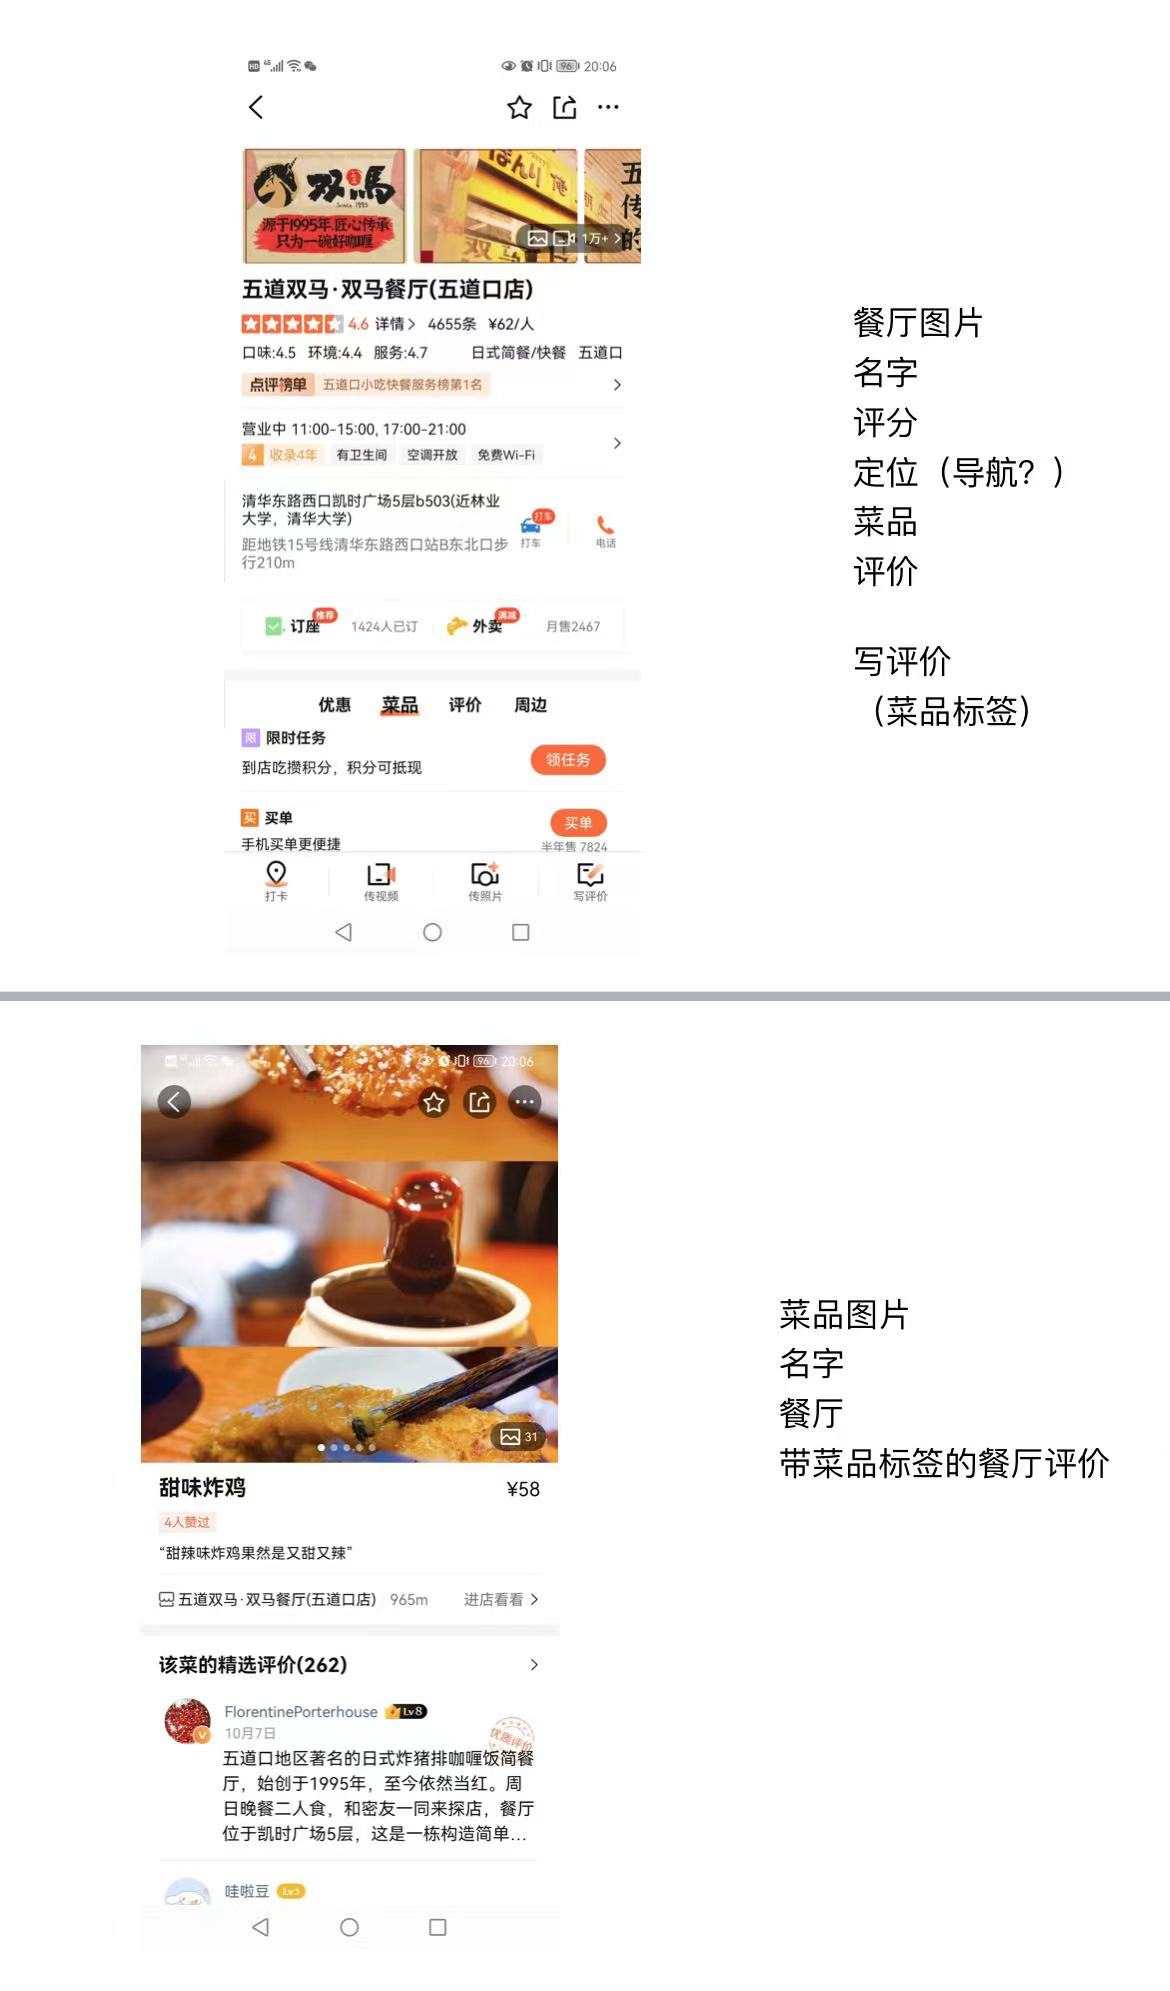 HD 46 96 20:06
双馬
Since 1995
源于1995年.匠心传承
只为一碗好咖喱
ほんり
双马
1万+ >
五
传
的
五道双马·双马餐厅(五道口店)
4.6 详情> 4655条 ¥62/人
口味:4.5 环境:4.4 服务:4.7 日式简餐/快餐 五道口
点评榜单 五道口小吃快餐服务榜第1名 >
营业中 11:00-15:00, 17:00-21:00
4 收录4年 有卫生间 空调开放 免费Wi-Fi >
清华东路西口凯时广场5层b503(近林业
大学，清华大学)
距地铁15号线清华东路西口站B东北口步
行210m
打车
打车 电话
订座 推荐 1424人已订 外卖 满减 月售2467
优惠 菜品 评价 周边
限 限时任务
到店吃攒积分，积分可抵现 领任务
买 买单
手机买单更便捷 买单
半年售 7824
打卡 传视频 传照片 写评价
餐厅图片
名字
评分
定位（导航？）
菜品
评价
写评价
（菜品标签）
HD 96 20:06
31
甜味炸鸡 ¥58
4人赞过
“甜辣味炸鸡果然是又甜又辣”
五道双马·双马餐厅(五道口店) 965m 进店看看 >
该菜的精选评价(262) >
FlorentinePorterhouse Lv8
10月7日
优质评价
五道口地区著名的日式炸猪排咖喱饭简餐
厅，始创于1995年，至今依然当红。周
日晚餐二人食，和密友一同来探店，餐厅
位于凯时广场5层，这是一栋构造简单...
哇啦豆 Lv5
菜品图片
名字
餐厅
带菜品标签的餐厅评价